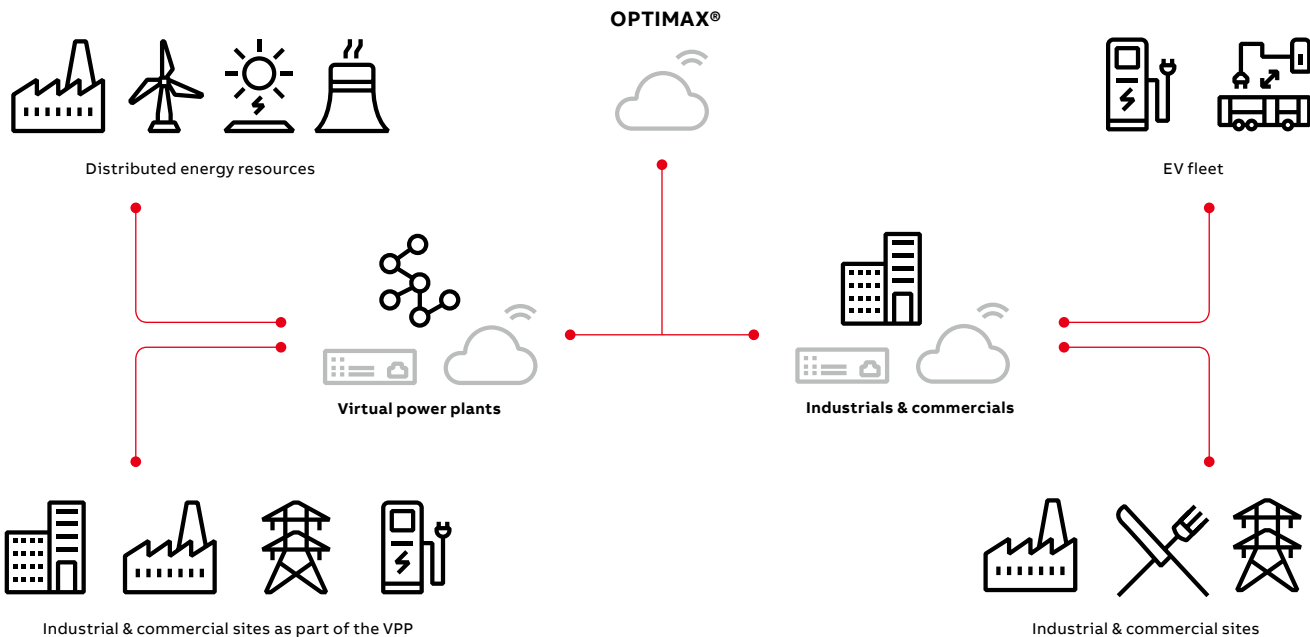 OPTIMAX®
Distributed energy resources
EV fleet
Virtual power plants
Industrials & commercials
Industrial & commercial sites as part of the VPP
Industrial & commercial sites